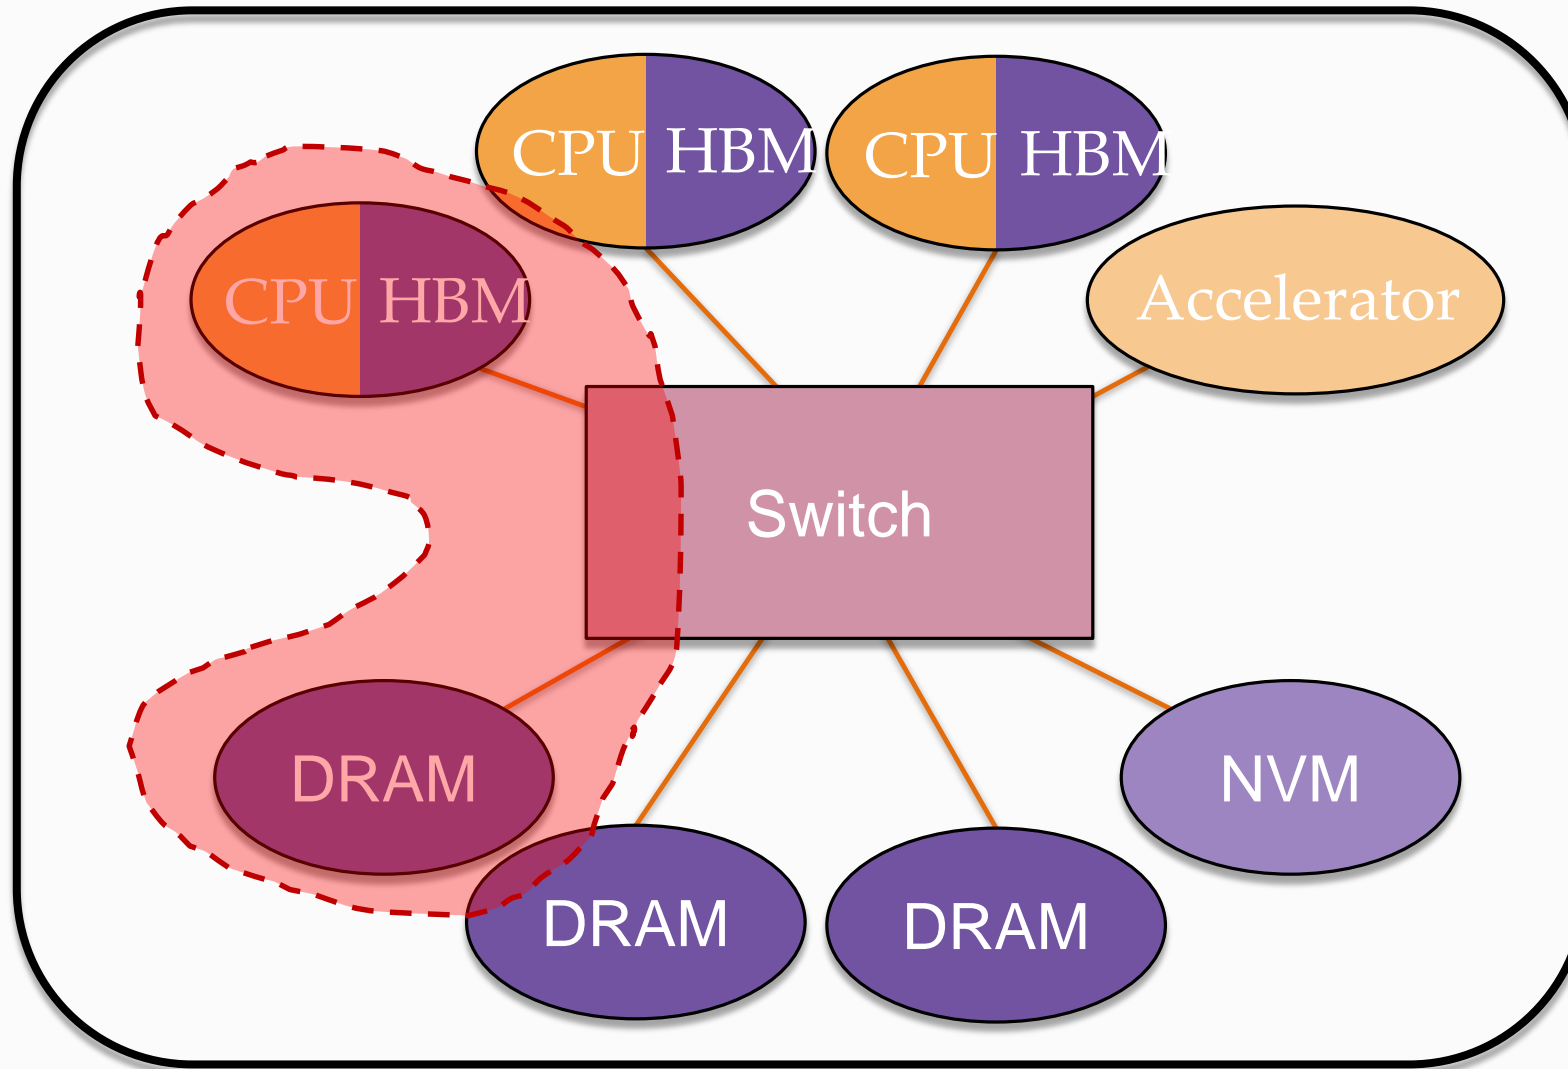 CPU HBM
CPU HBM
CPU HBM
Accelerator
Switch
DRAM
NVM
DRAM
DRAM